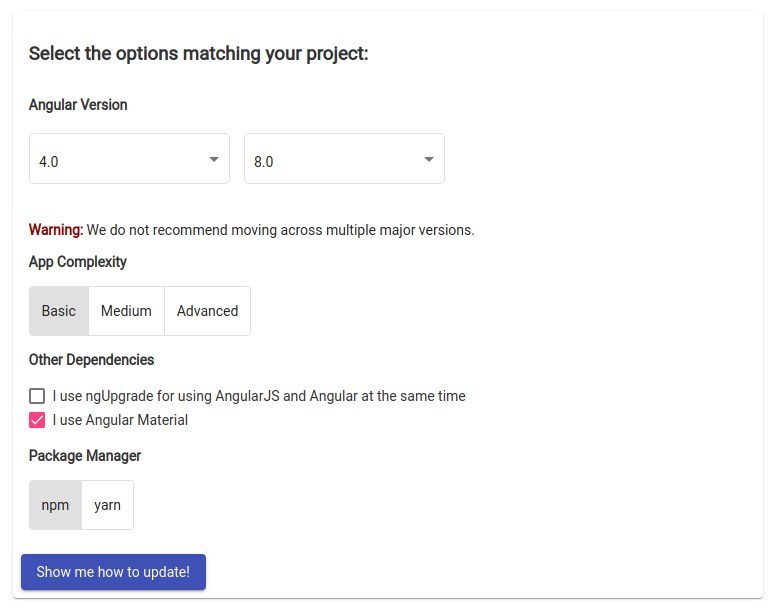 Select the options matching your project:
Angular Version
4.0 8.0
Warning: We do not recommend moving across multiple major versions.
App Complexity
Basic Medium Advanced
Other Dependencies
I use ngUpgrade for using AngularJS and Angular at the same time
I use Angular Material
Package Manager
npm yarn
Show me how to update!